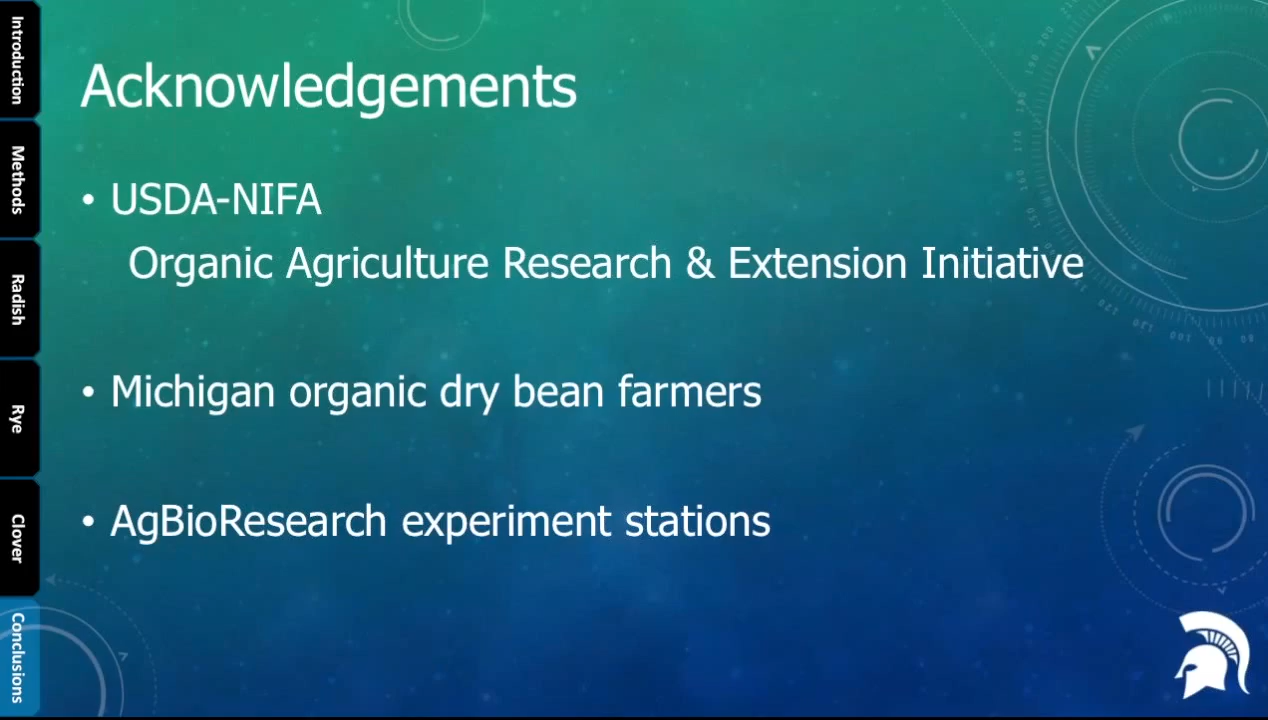 Acknowledgements
• USDA-NIFA
Organic Agriculture Research & Extension Initiative
• Michigan organic dry bean farmers
• AgBioResearch experiment stations
Introduction
Methods
Radish
Rye
Clover
Conclusions